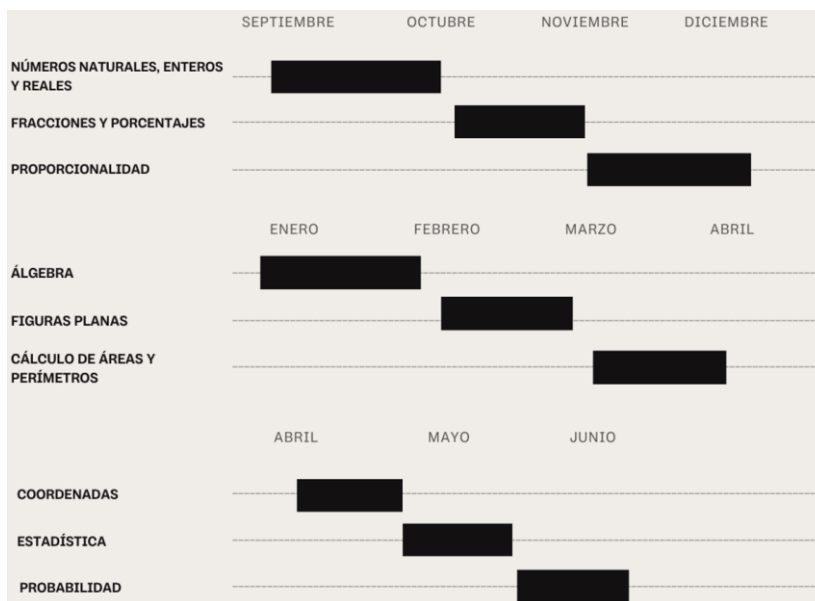 SEPTIEMBRE OCTUBRE NOVIEMBRE DICIEMBRE
NÚMEROS NATURALES, ENTEROS
Y REALES
FRACCIONES Y PORCENTAJES
PROPORCIONALIDAD
ENERO FEBRERO MARZO ABRIL
ÁLGEBRA
FIGURAS PLANAS
CÁLCULO DE ÁREAS Y
PERÍMETROS
ABRIL MAYO JUNIO
COORDENADAS
ESTADÍSTICA
PROBABILIDAD